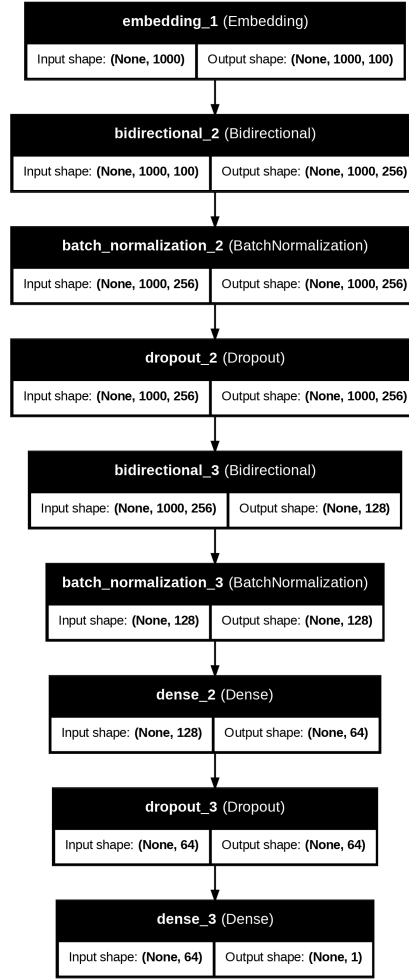 embedding_1 (Embedding)
Input shape: (None, 1000) Output shape: (None, 1000, 100)
bidirectional_2 (Bidirectional)
Input shape: (None, 1000, 100) Output shape: (None, 1000, 256)
batch_normalization_2 (BatchNormalization)
Input shape: (None, 1000, 256) Output shape: (None, 1000, 256)
dropout_2 (Dropout)
Input shape: (None, 1000, 256) Output shape: (None, 1000, 256)
bidirectional_3 (Bidirectional)
Input shape: (None, 1000, 256) Output shape: (None, 128)
batch_normalization_3 (BatchNormalization)
Input shape: (None, 128) Output shape: (None, 128)
dense_2 (Dense)
Input shape: (None, 128) Output shape: (None, 64)
dropout_3 (Dropout)
Input shape: (None, 64) Output shape: (None, 64)
dense_3 (Dense)
Input shape: (None, 64) Output shape: (None, 1)